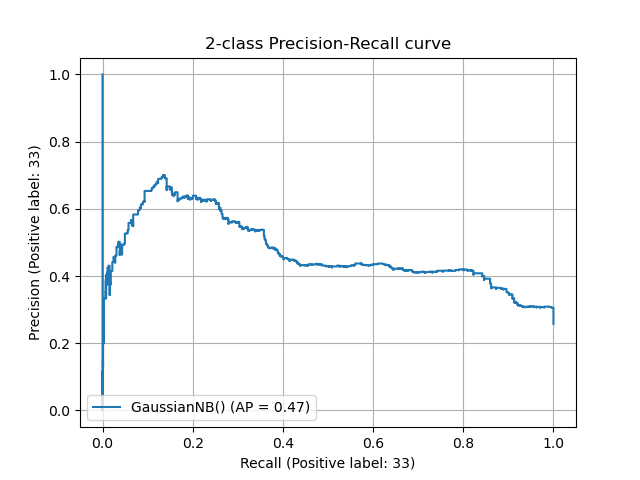 2-class Precision-Recall curve
1.0
0.8
0.6
0.4
0.2
0.0
Precision (Positive label: 33)
GaussianNB() (AP = 0.47)
0.0 0.2 0.4 0.6 0.8 1.0
Recall (Positive label: 33)